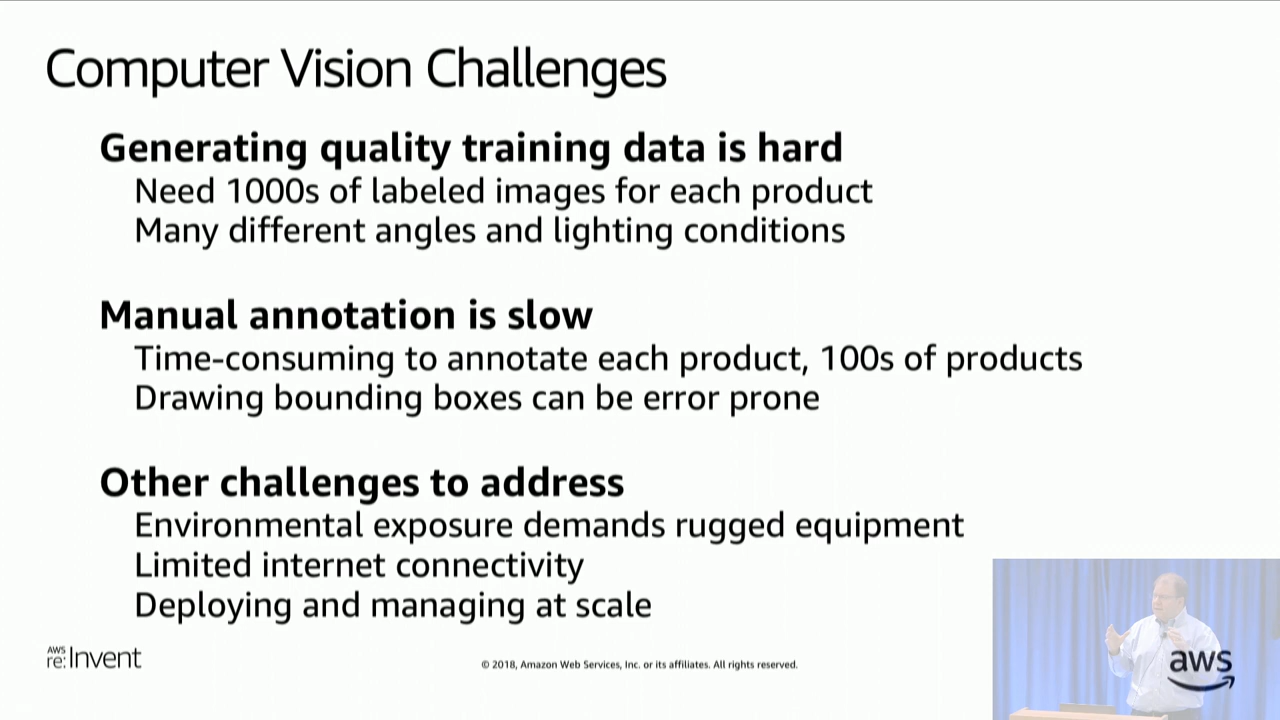 Computer Vision Challenges
Generating quality training data is hard
Need 1000s of labeled images for each product
Many different angles and lighting conditions
Manual annotation is slow
Time-consuming to annotate each product, 100s of products
Drawing bounding boxes can be error prone
Other challenges to address
Environmental exposure demands rugged equipment
Limited internet connectivity
Deploying and managing at scale
AWS
re:Invent
© 2018, Amazon Web Services, Inc. or its affiliates. All rights reserved.
aws